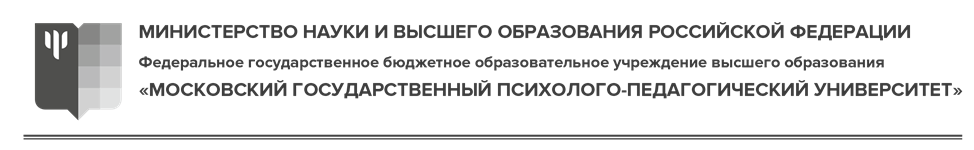 МИНИСТЕРСТВО НАУКИ И ВЫСШЕГО ОБРАЗОВАНИЯ РОССИЙСКОЙ ФЕДЕРАЦИИ
Федеральное государственное бюджетное образовательное учреждение высшего образования
«МОСКОВСКИЙ ГОСУДАРСТВЕННЫЙ ПСИХОЛОГО-ПЕДАГОГИЧЕСКИЙ УНИВЕРСИТЕТ»